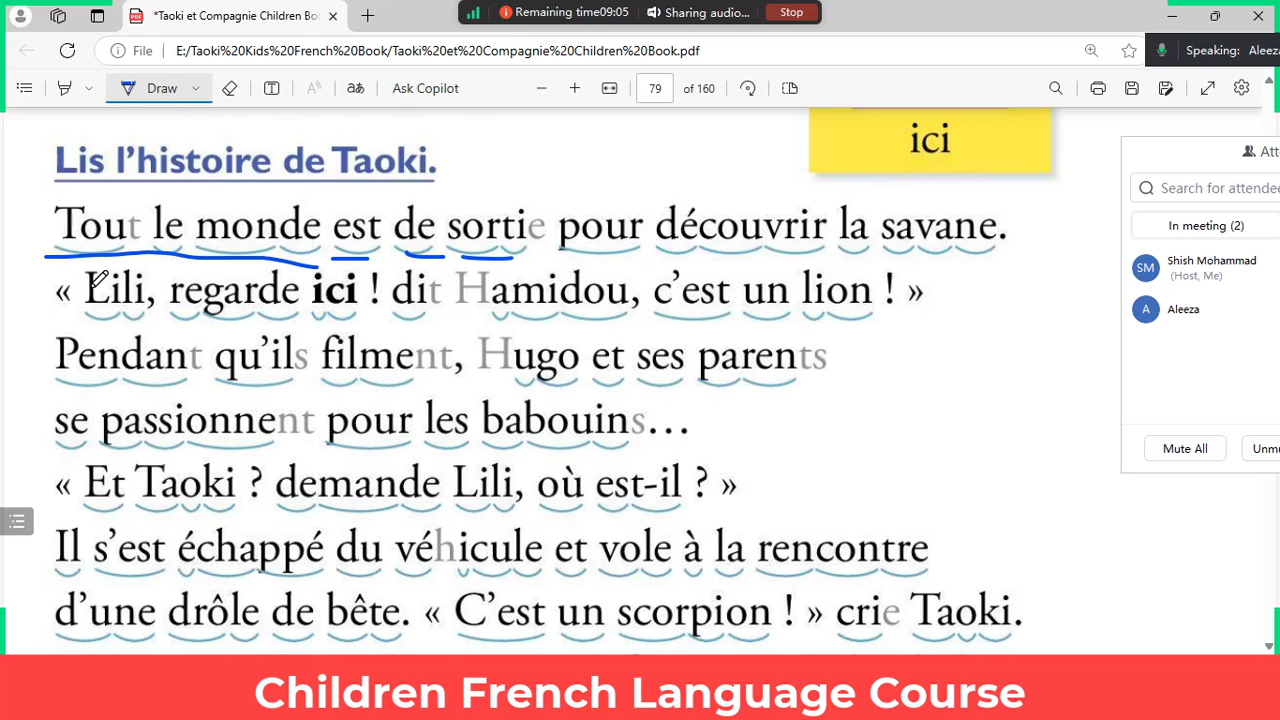 *Taoki et Compagnie Children Bo
Remaining time09:05
Sharing audio...
Stop
File
E:/Taoki%20Kids%20French%20Book/Taoki%20et%20Compagnie%20Children%20Book.pdf
Speaking: Aleeza
Draw
Ask Copilot
79 of 160
ici
Lis l'histoire de Taoki.
Tout le monde est de sortie pour découvrir la savane.
« Lili, regarde ici ! dit Hamidou, c'est un lion ! »
Pendant qu'ils filment, Hugo et ses parents
se passionnent pour les babouins...
« Et Taoki ? demande Lili, où est-il ? »
Il s'est échappé du véhicule et vole à la rencontre
d'une drôle de bête. « C'est un scorpion ! » crie Taoki.
Att
Search for attended
In meeting (2)
SM
Shish Mohammad
(Host, Me)
A
Aleeza
Mute All
Unmu
Children French Language Course